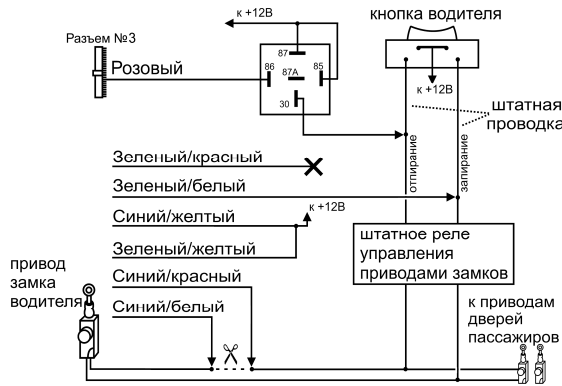 к +12В
кнопка водителя
Разъем №3
87
Розовый
86
87А
85
к +12В
30
штатная
проводка
отпирание
запирание
Зеленый/красный
Зеленый/белый
Синий/желтый
к +12В
штатное реле
управления
приводами замков
Зеленый/желтый
привод
замка
водителя
Синий/красный
Синий/белый
к приводам
дверей
пассажиров